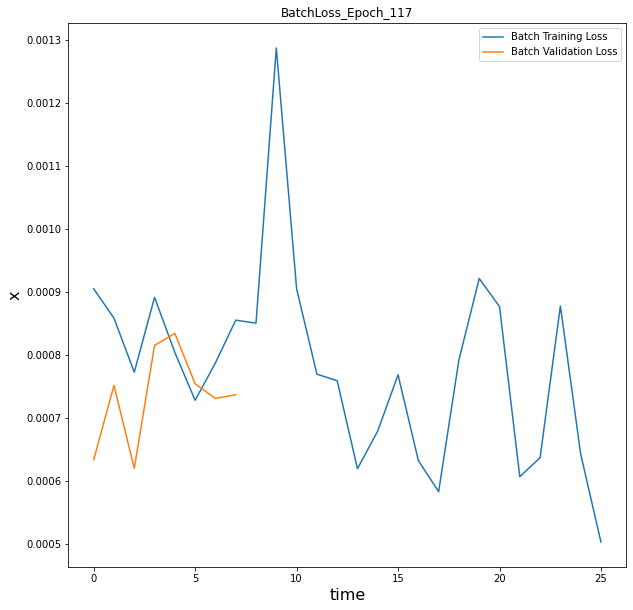 BatchLoss_Epoch_117
Batch Training Loss
Batch Validation Loss
0.0013
0.0012
0.0011
0.0010
0.0009
0.0008
0.0007
0.0006
0.0005
x
0 5 10 15 20 25
time